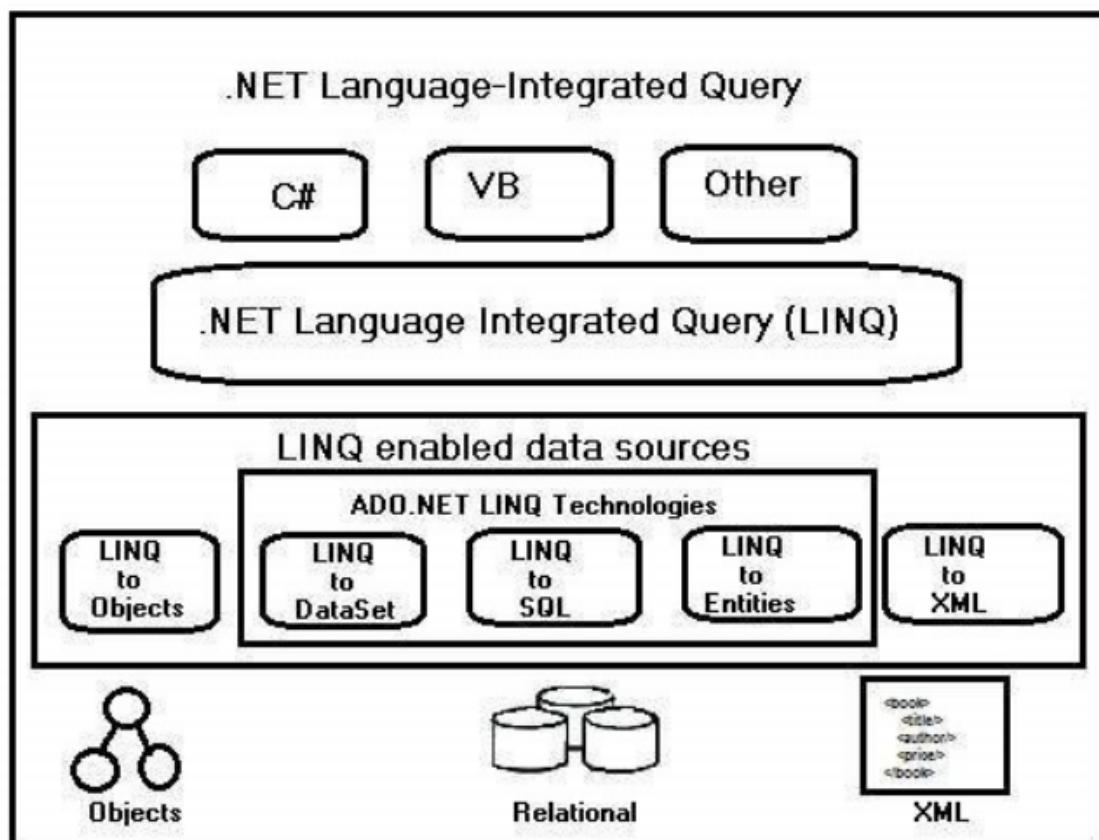 .NET Language-Integrated Query
C#
VB
Other
.NET Language Integrated Query (LINQ)
LINQ enabled data sources
ADO.NET LINQ Technologies
LINQ
to
Objects
LINQ
to
DataSet
LINQ
to
SQL
LINQ
to
Entities
LINQ
to
XML
<book>
<title/>
<author/>
<price/>
</book>
Objects
Relational
XML